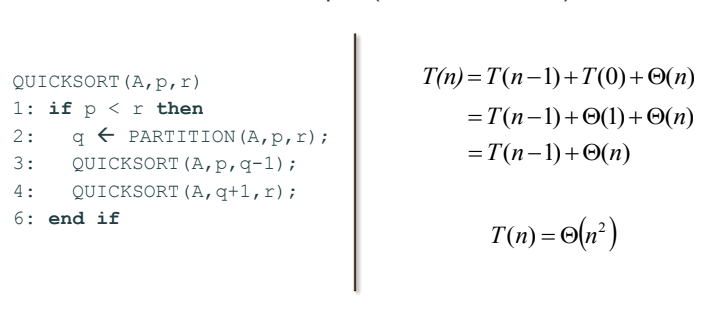 QUICKSORT(A,p,r)
1: if p < r then
2: q ← PARTITION(A,p,r);
3: QUICKSORT(A,p,q-1);
4: QUICKSORT(A,q+1,r);
6: end if
T(n) = T(n−1) + T(0) + Θ(n)
= T(n−1) + Θ(1) + Θ(n)
= T(n−1) + Θ(n)
T(n) = Θ(n²)